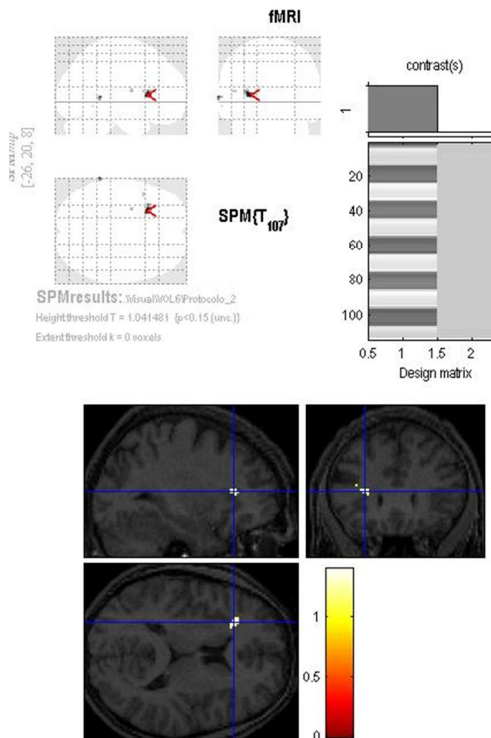 fMRI
contrast(s)
1
[-26, 20, 8]
SPM{T107}
20
40
60
80
100
0.5 1 1.5 2 2.5
Design matrix
SPMresults: .\Visual\VOL6\Protocolo_2
Height threshold T = 1.041481 {p<0.15 (unc.)}
Extent threshold k = 0 voxels
1
0.5
0